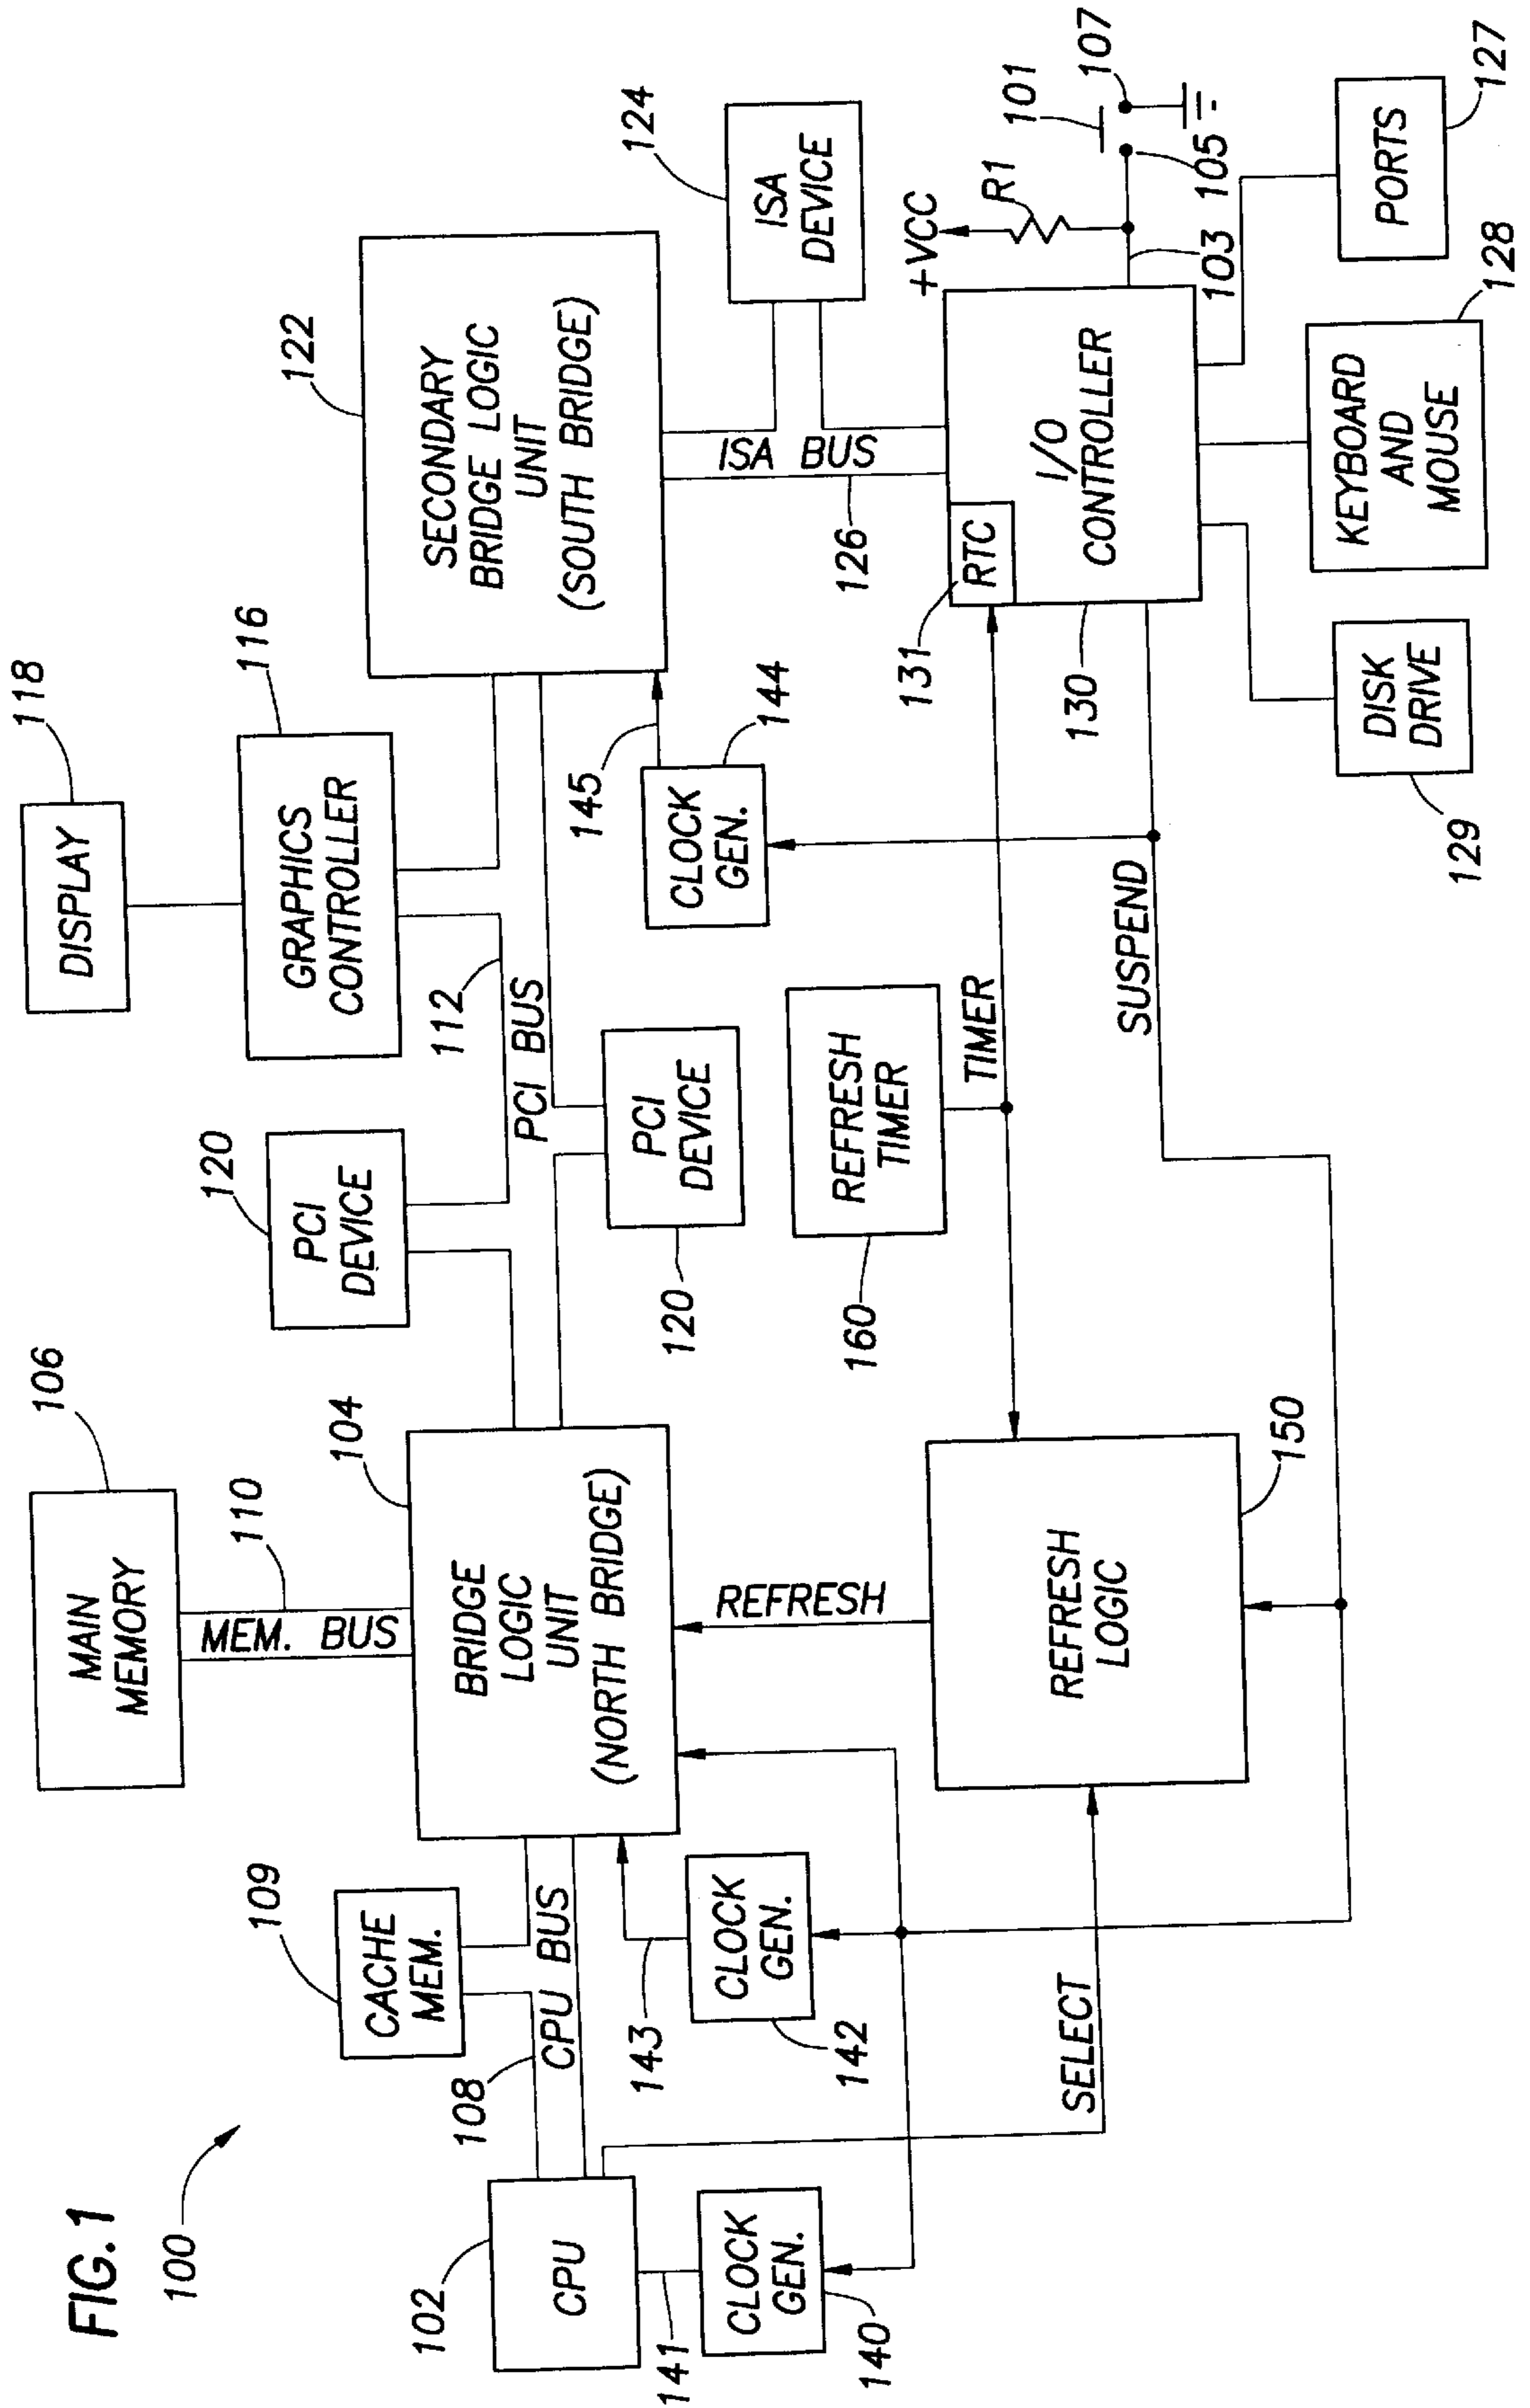 FIG. 1
100
118
DISPLAY
106
MAIN
MEMORY
110
MEM. BUS
120
PCI
DEVICE
116
GRAPHICS
CONTROLLER
122
SECONDARY
BRIDGE LOGIC
UNIT
(SOUTH BRIDGE)
109
CACHE
MEM.
104
BRIDGE
LOGIC
UNIT
(NORTH BRIDGE)
112
PCI BUS
102
CPU
108
CPU BUS
PCI
DEVICE
120
145
CLOCK
GEN.
144
124
ISA
DEVICE
ISA BUS
126
141
CLOCK
GEN.
140
143
CLOCK
GEN.
142
REFRESH
REFRESH
TIMER
160
TIMER
131
RTC
I/O
CONTROLLER
130
+VCC
R1
101
107
105
103
SELECT
REFRESH
LOGIC
150
SUSPEND
DISK
DRIVE
129
KEYBOARD
AND
MOUSE
128
PORTS
127